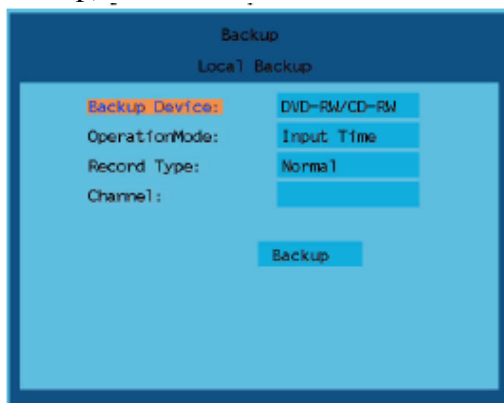 Backup
Local Backup
Backup Device: DVD-RW/CD-RW
OperationMode: Input Time
Record Type: Normal
Channel:
Backup